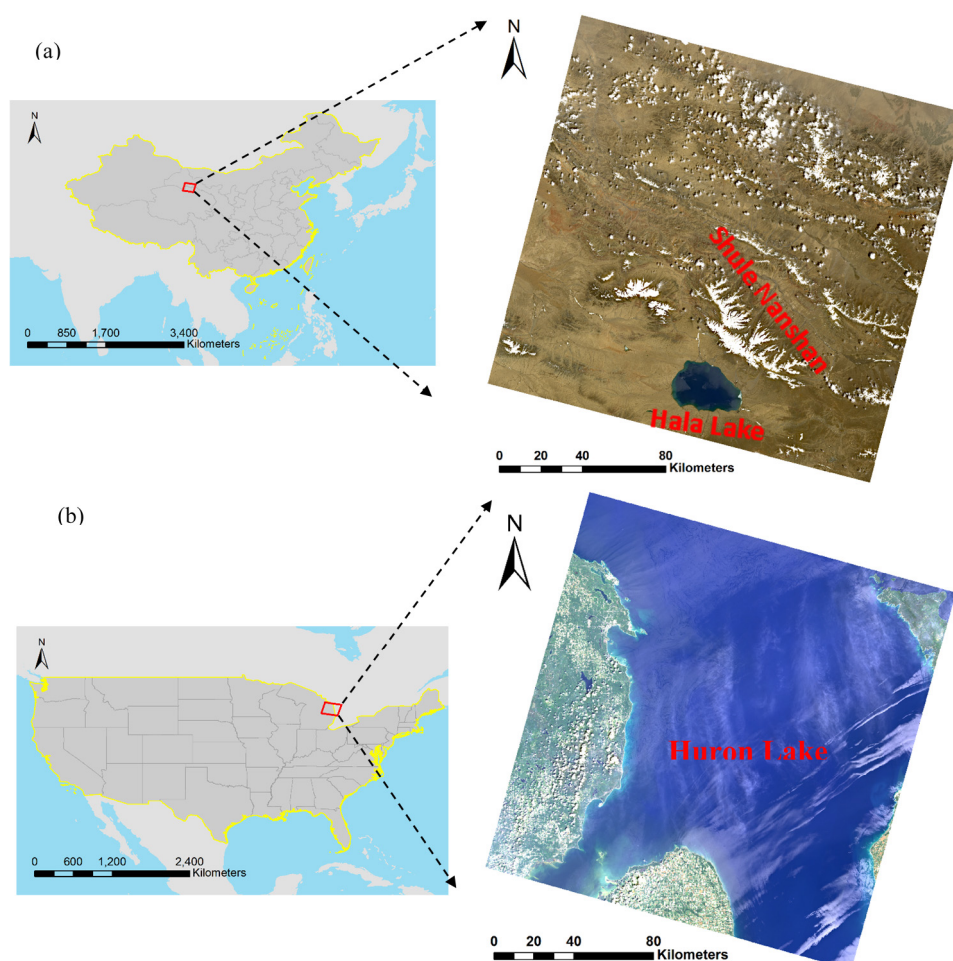 (a)
N
N
Shule Nanshan
Hala Lake
0 850 1,700 3,400
Kilometers
0 20 40 80
Kilometers
(b)
N
N
Huron Lake
0 600 1,200 2,400
Kilometers
0 20 40 80
Kilometers